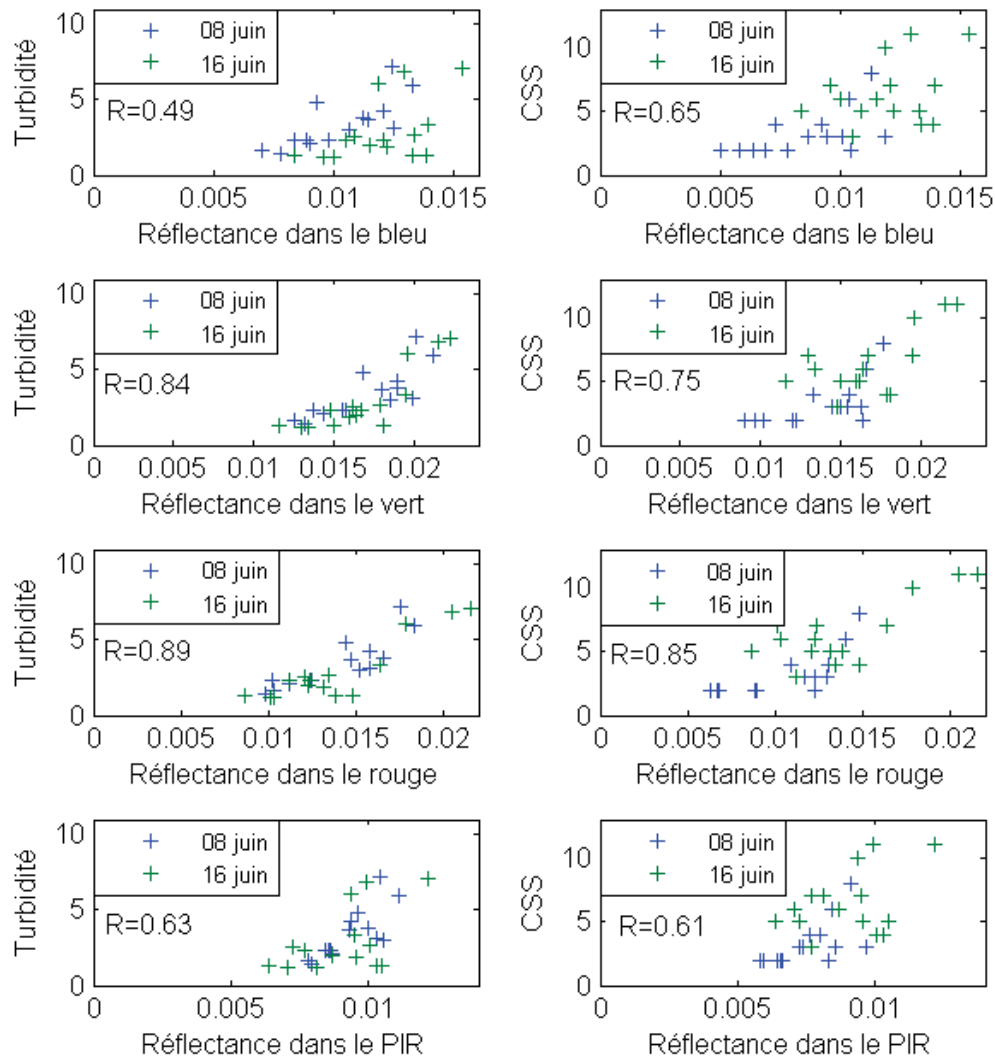 Turbidité
10
5
0
08 juin
16 juin
R=0.49
0 0.005 0.01 0.015
Réflectance dans le bleu
CSS
10
5
0
08 juin
16 juin
R=0.65
0 0.005 0.01 0.015
Réflectance dans le bleu
Turbidité
10
5
0
08 juin
16 juin
R=0.84
0 0.005 0.01 0.015 0.02
Réflectance dans le vert
CSS
10
5
0
08 juin
16 juin
R=0.75
0 0.005 0.01 0.015 0.02
Réflectance dans le vert
Turbidité
10
5
0
08 juin
16 juin
R=0.89
0 0.005 0.01 0.015 0.02
Réflectance dans le rouge
CSS
10
5
0
08 juin
16 juin
R=0.85
0 0.005 0.01 0.015 0.02
Réflectance dans le rouge
Turbidité
10
5
0
08 juin
16 juin
R=0.63
0 0.005 0.01
Réflectance dans le PIR
CSS
10
5
0
08 juin
16 juin
R=0.61
0 0.005 0.01
Réflectance dans le PIR